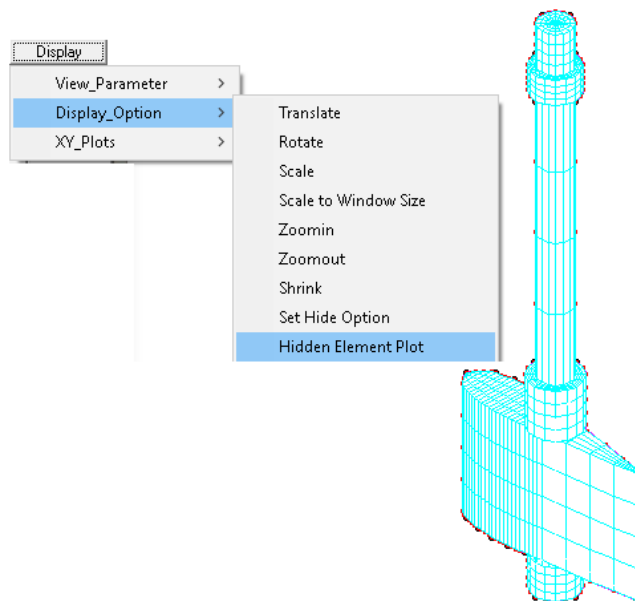 Display
View_Parameter >
Display_Option >
XY_Plots >
Translate
Rotate
Scale
Scale to Window Size
Zoomin
Zoomout
Shrink
Set Hide Option
Hidden Element Plot